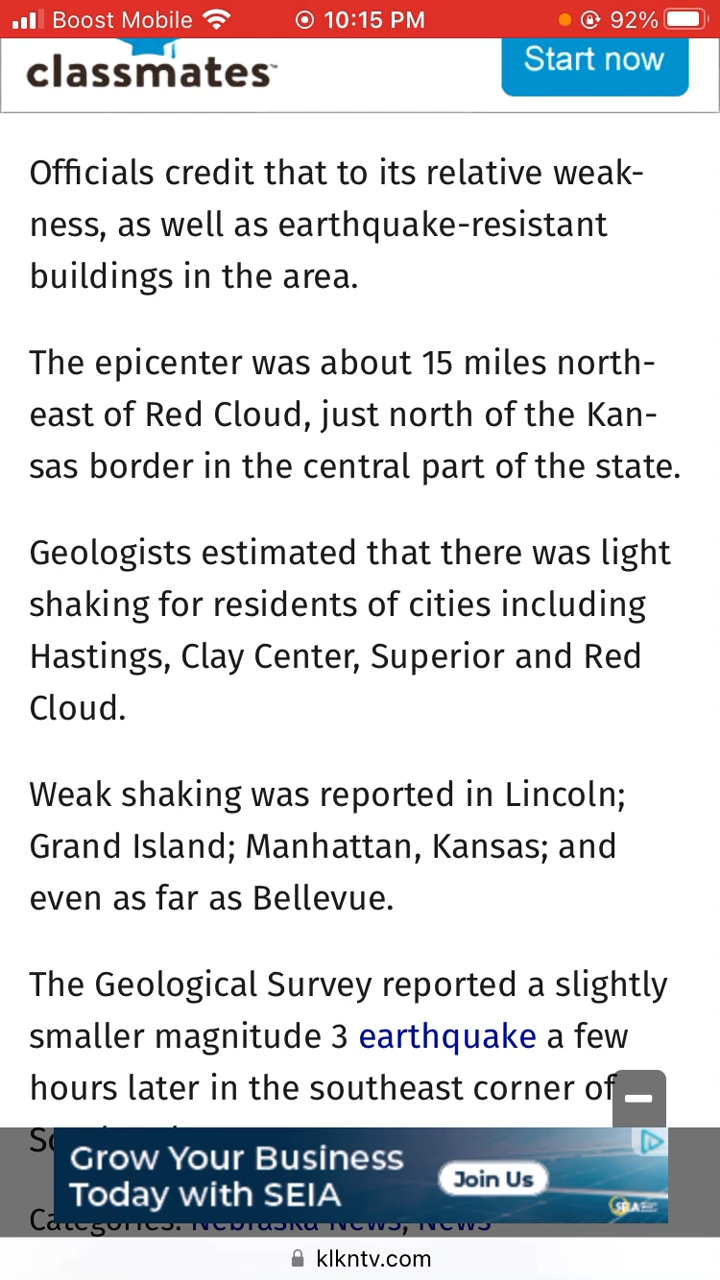 Boost Mobile 10:15 PM 92%
classmates
Start now
Officials credit that to its relative weak-
ness, as well as earthquake-resistant
buildings in the area.
The epicenter was about 15 miles north-
east of Red Cloud, just north of the Kan-
sas border in the central part of the state.
Geologists estimated that there was light
shaking for residents of cities including
Hastings, Clay Center, Superior and Red
Cloud.
Weak shaking was reported in Lincoln;
Grand Island; Manhattan, Kansas; and
even as far as Bellevue.
The Geological Survey reported a slightly
smaller magnitude 3 earthquake a few
hours later in the southeast corner of
Grow Your Business
Today with SEIA
Join Us
SEIA
Categories: Nebraska News, News
klkntv.com